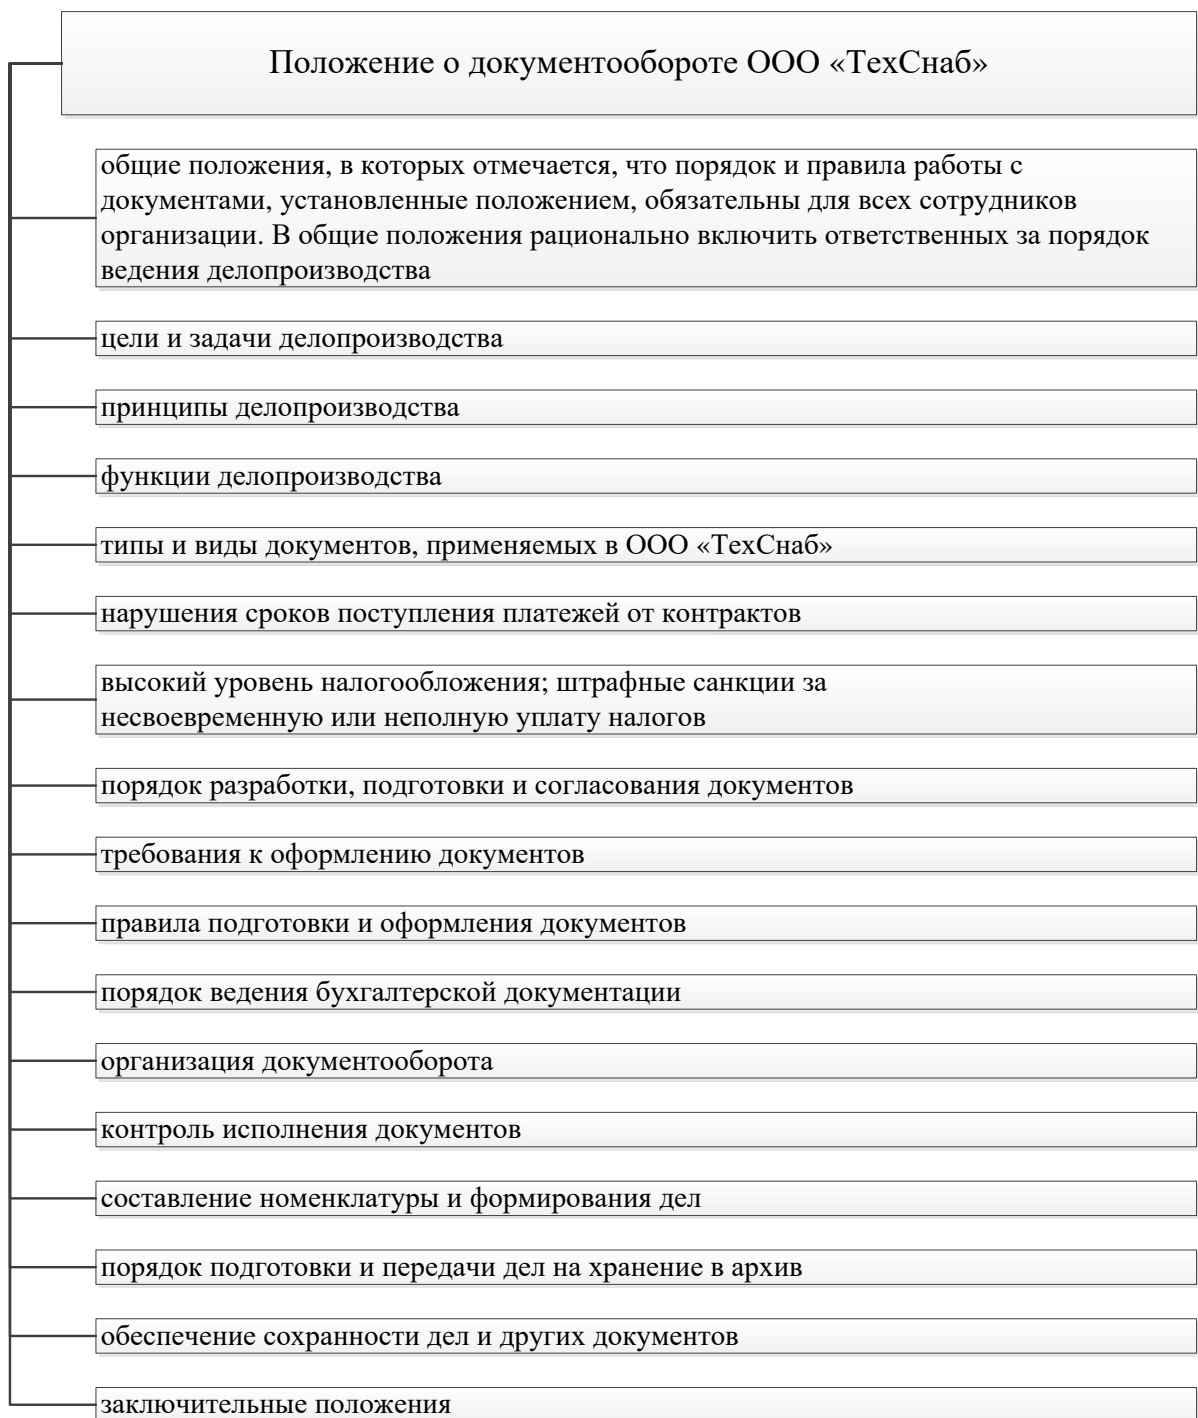 Положение о документообороте ООО «ТехСнаб»
общие положения, в которых отмечается, что порядок и правила работы с
документами, установленные положением, обязательны для всех сотрудников
организации. В общие положения рационально включить ответственных за порядок
ведения делопроизводства
цели и задачи делопроизводства
принципы делопроизводства
функции делопроизводства
типы и виды документов, применяемых в ООО «ТехСнаб»
нарушения сроков поступления платежей от контрактов
высокий уровень налогообложения; штрафные санкции за
несвоевременную или неполную уплату налогов
порядок разработки, подготовки и согласования документов
требования к оформлению документов
правила подготовки и оформления документов
порядок ведения бухгалтерской документации
организация документооборота
контроль исполнения документов
составление номенклатуры и формирования дел
порядок подготовки и передачи дел на хранение в архив
обеспечение сохранности дел и других документов
заключительные положения